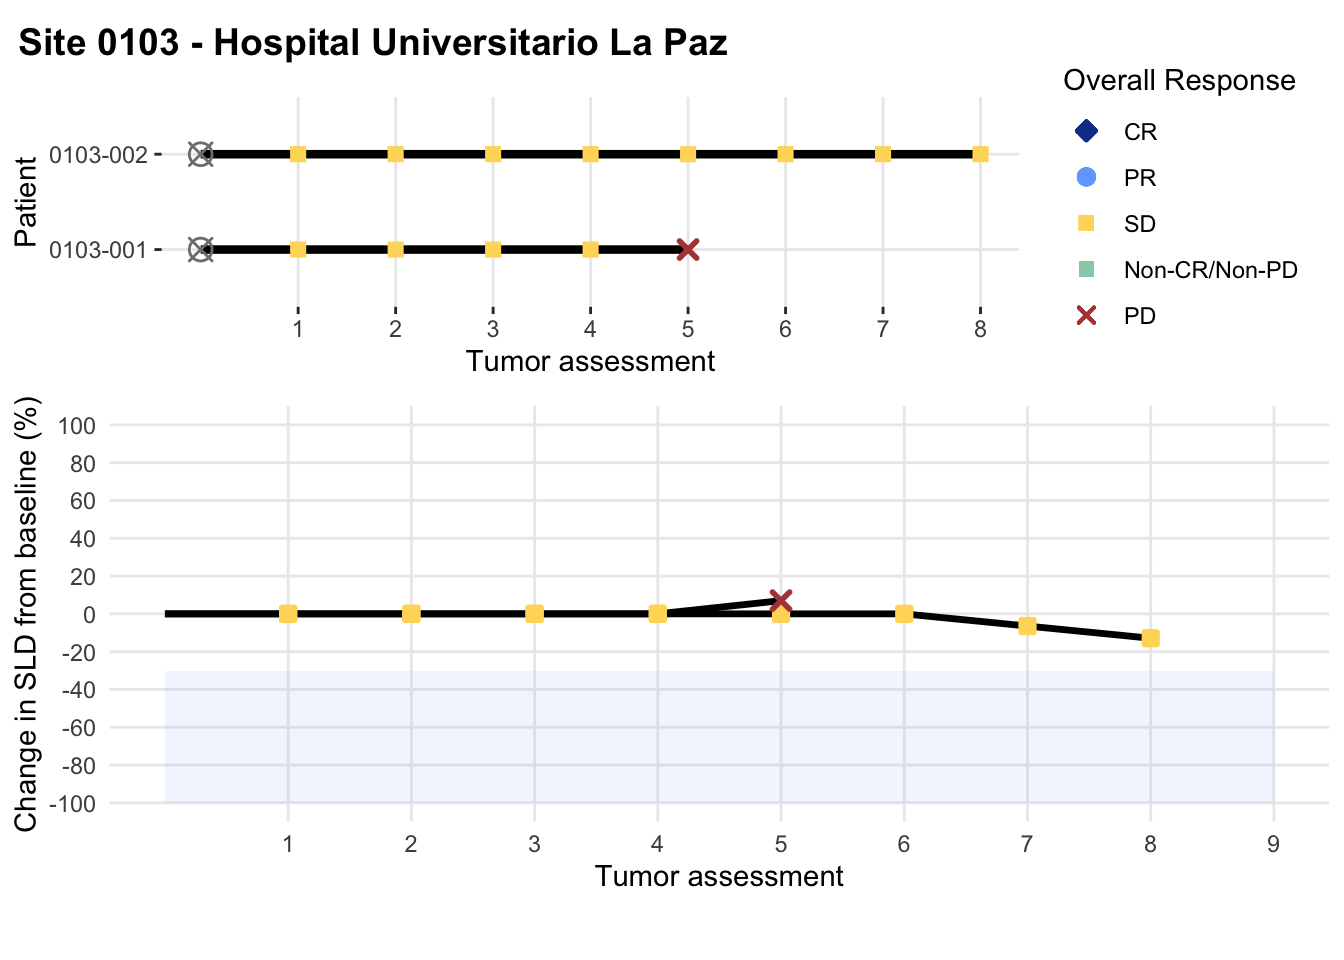 Site 0103 - Hospital Universitario La Paz
Patient
0103-002
0103-001
1 2 3 4 5 6 7 8
Tumor assessment
Overall Response
CR
PR
SD
Non-CR/Non-PD
PD
Change in SLD from baseline (%)
100
80
60
40
20
0
-20
-40
-60
-80
-100
1 2 3 4 5 6 7 8 9
Tumor assessment